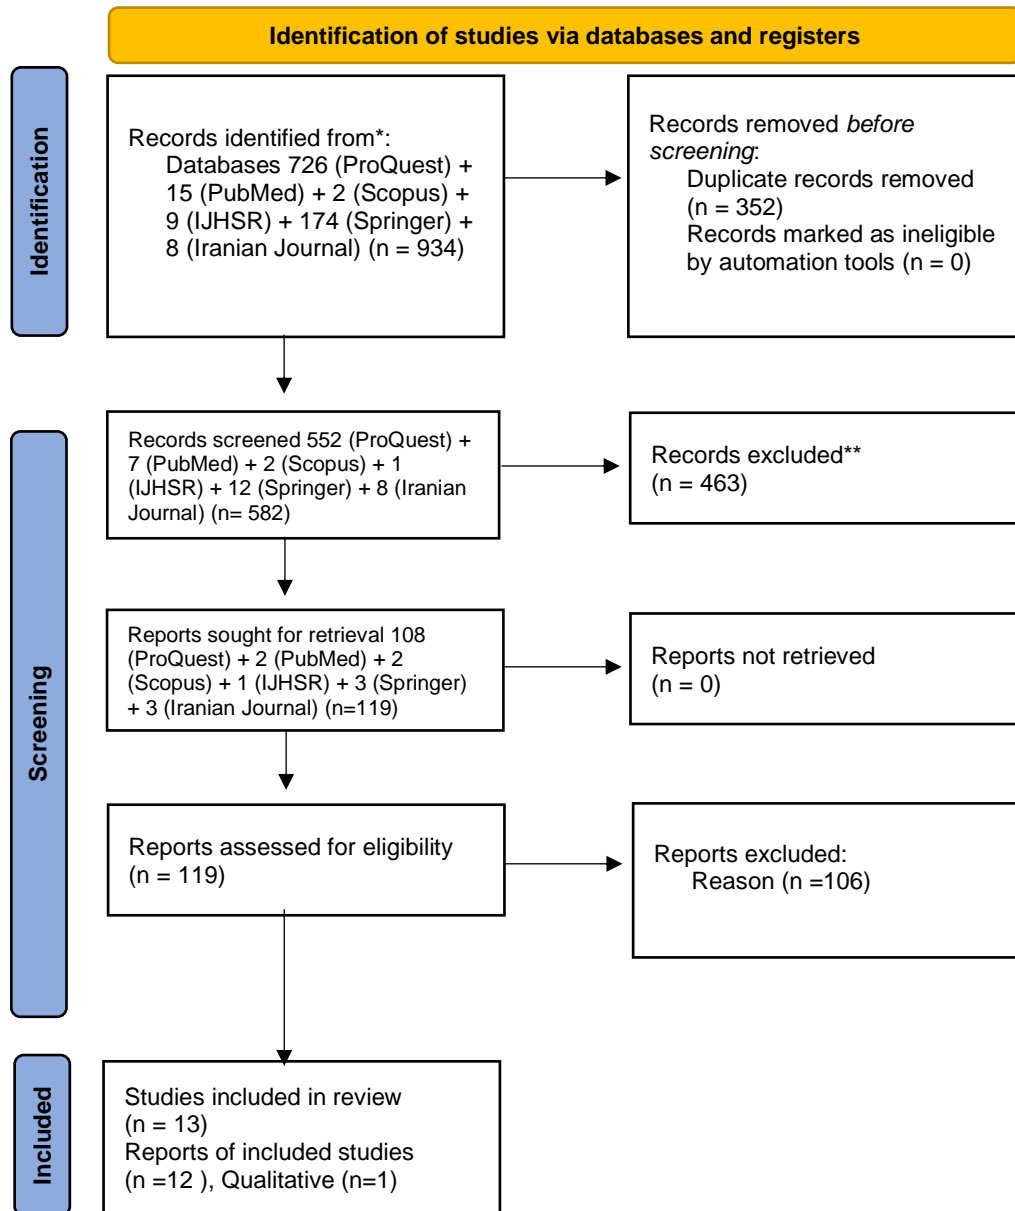 Identification of studies via databases and registers
Identification
Records identified from*:
Databases 726 (ProQuest) +
15 (PubMed) + 2 (Scopus) +
9 (IJHSR) + 174 (Springer) +
8 (Iranian Journal) (n = 934)
Records removed before
screening:
Duplicate records removed
(n = 352)
Records marked as ineligible
by automation tools (n = 0)
Screening
Records screened 552 (ProQuest) +
7 (PubMed) + 2 (Scopus) + 1
(IJHSR) + 12 (Springer) + 8 (Iranian
Journal) (n= 582)
Records excluded**
(n = 463)
Reports sought for retrieval 108
(ProQuest) + 2 (PubMed) + 2
(Scopus) + 1 (IJHSR) + 3 (Springer)
+ 3 (Iranian Journal) (n=119)
Reports not retrieved
(n = 0)
Reports assessed for eligibility
(n = 119)
Reports excluded:
Reason (n =106)
Included
Studies included in review
(n = 13)
Reports of included studies
(n =12 ), Qualitative (n=1)